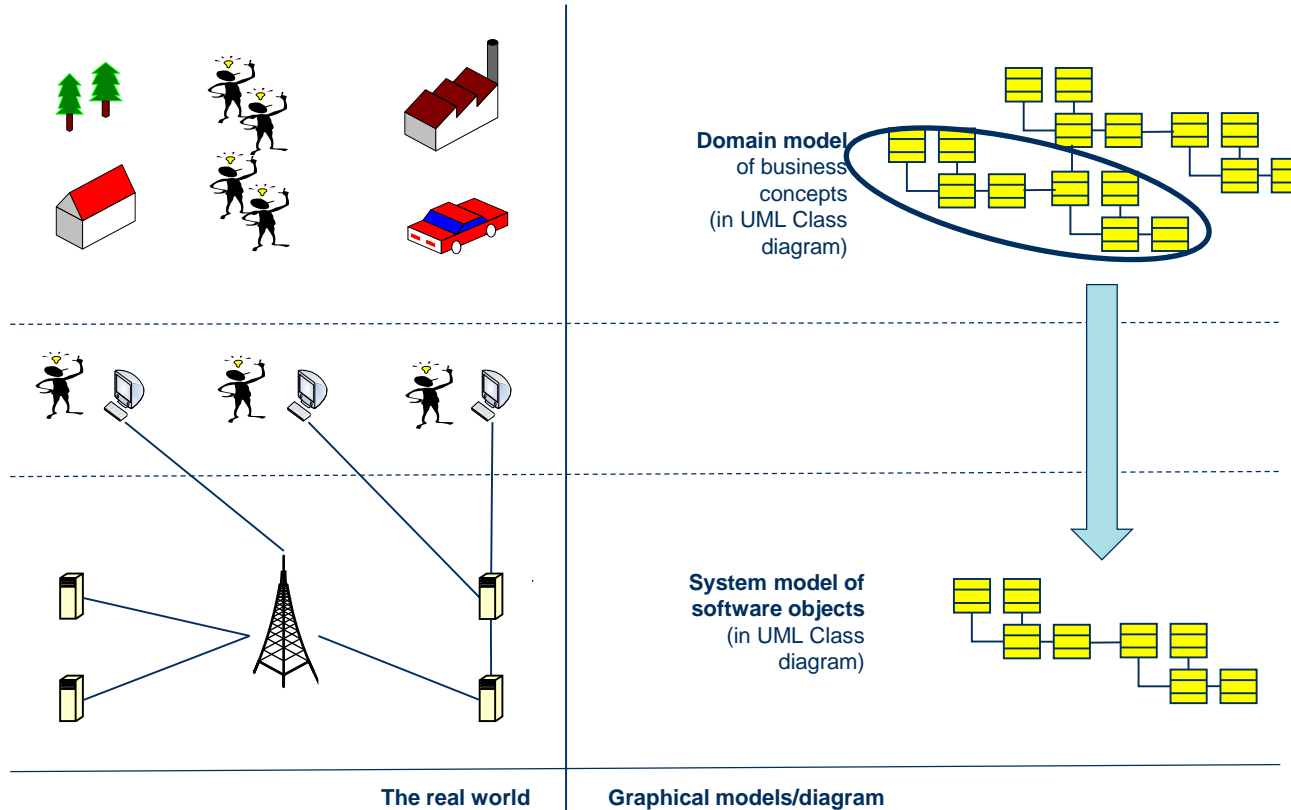 Domain model
of business
concepts
(in UML Class
diagram)
System model of
software objects
(in UML Class
diagram)
The real world
Graphical models/diagram